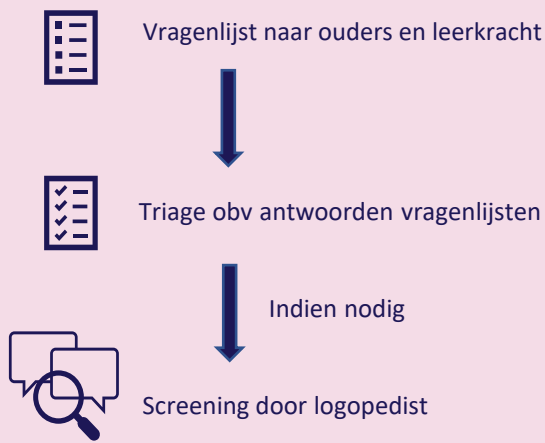 Vragenlijst naar ouders en leerkracht
Triage obv antwoorden vragenlijsten
Indien nodig
Screening door logopedist